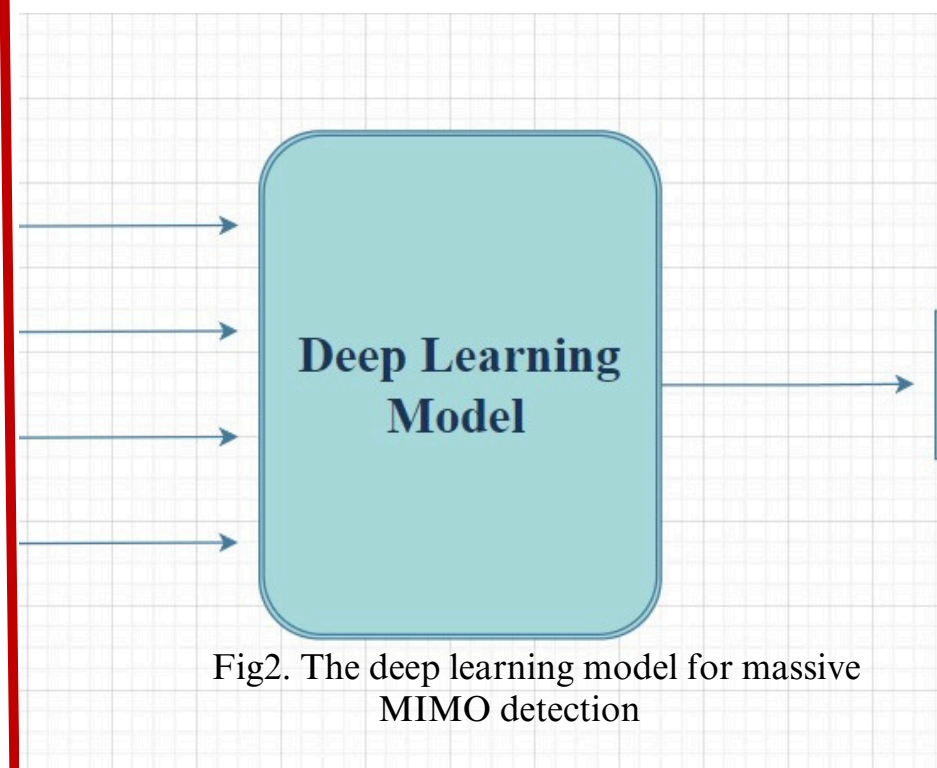 Deep Learning
Model
Fig2. The deep learning model for massive
MIMO detection